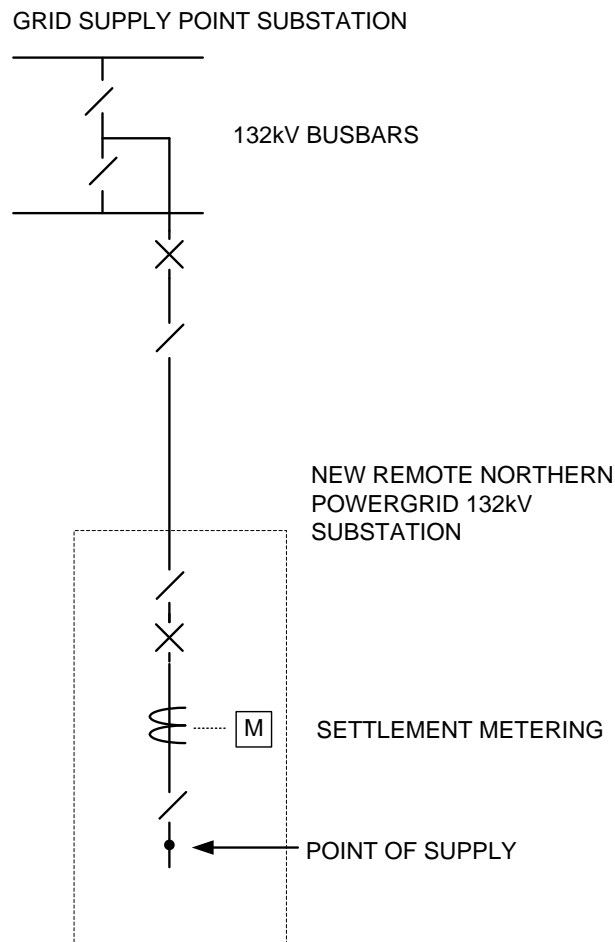 GRID SUPPLY POINT SUBSTATION
132kV BUSBARS
NEW REMOTE NORTHERN
POWERGRID 132kV
SUBSTATION
M
SETTLEMENT METERING
POINT OF SUPPLY